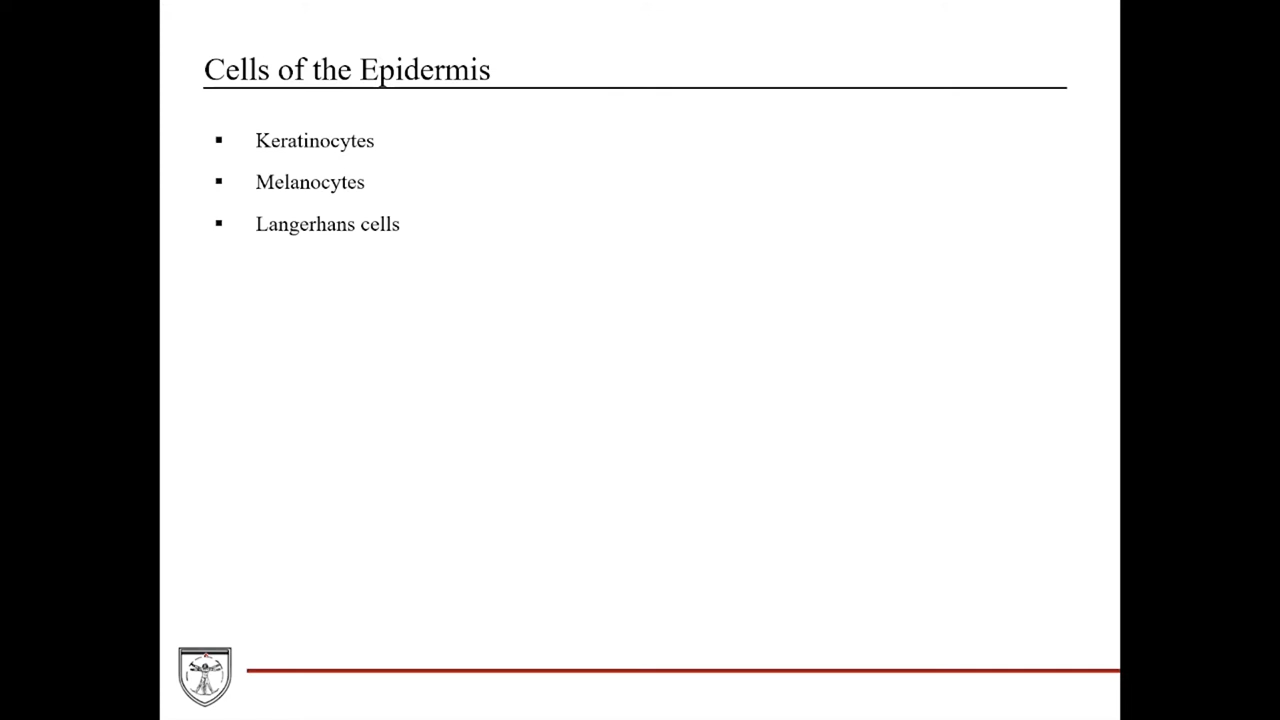 Cells of the Epidermis
▪ Keratinocytes
▪ Melanocytes
▪ Langerhans cells